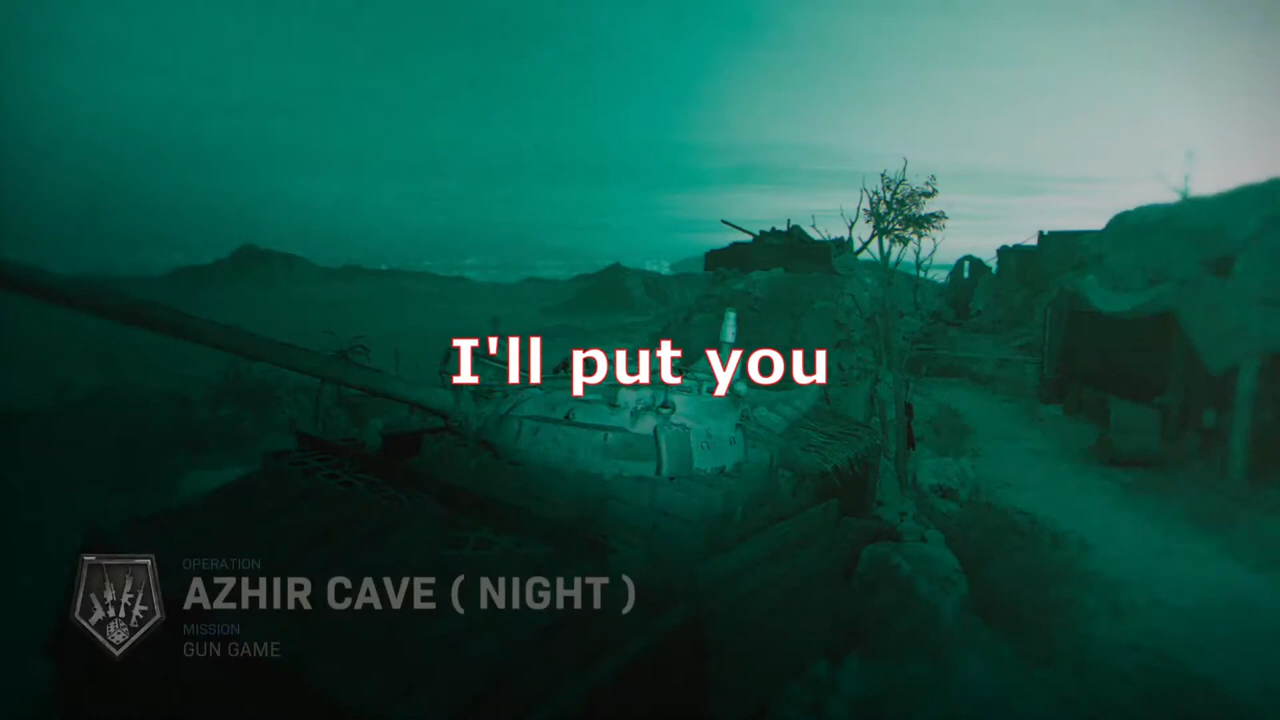 I'll put you
OPERATION
AZHIR CAVE ( NIGHT )
MISSION
GUN GAME